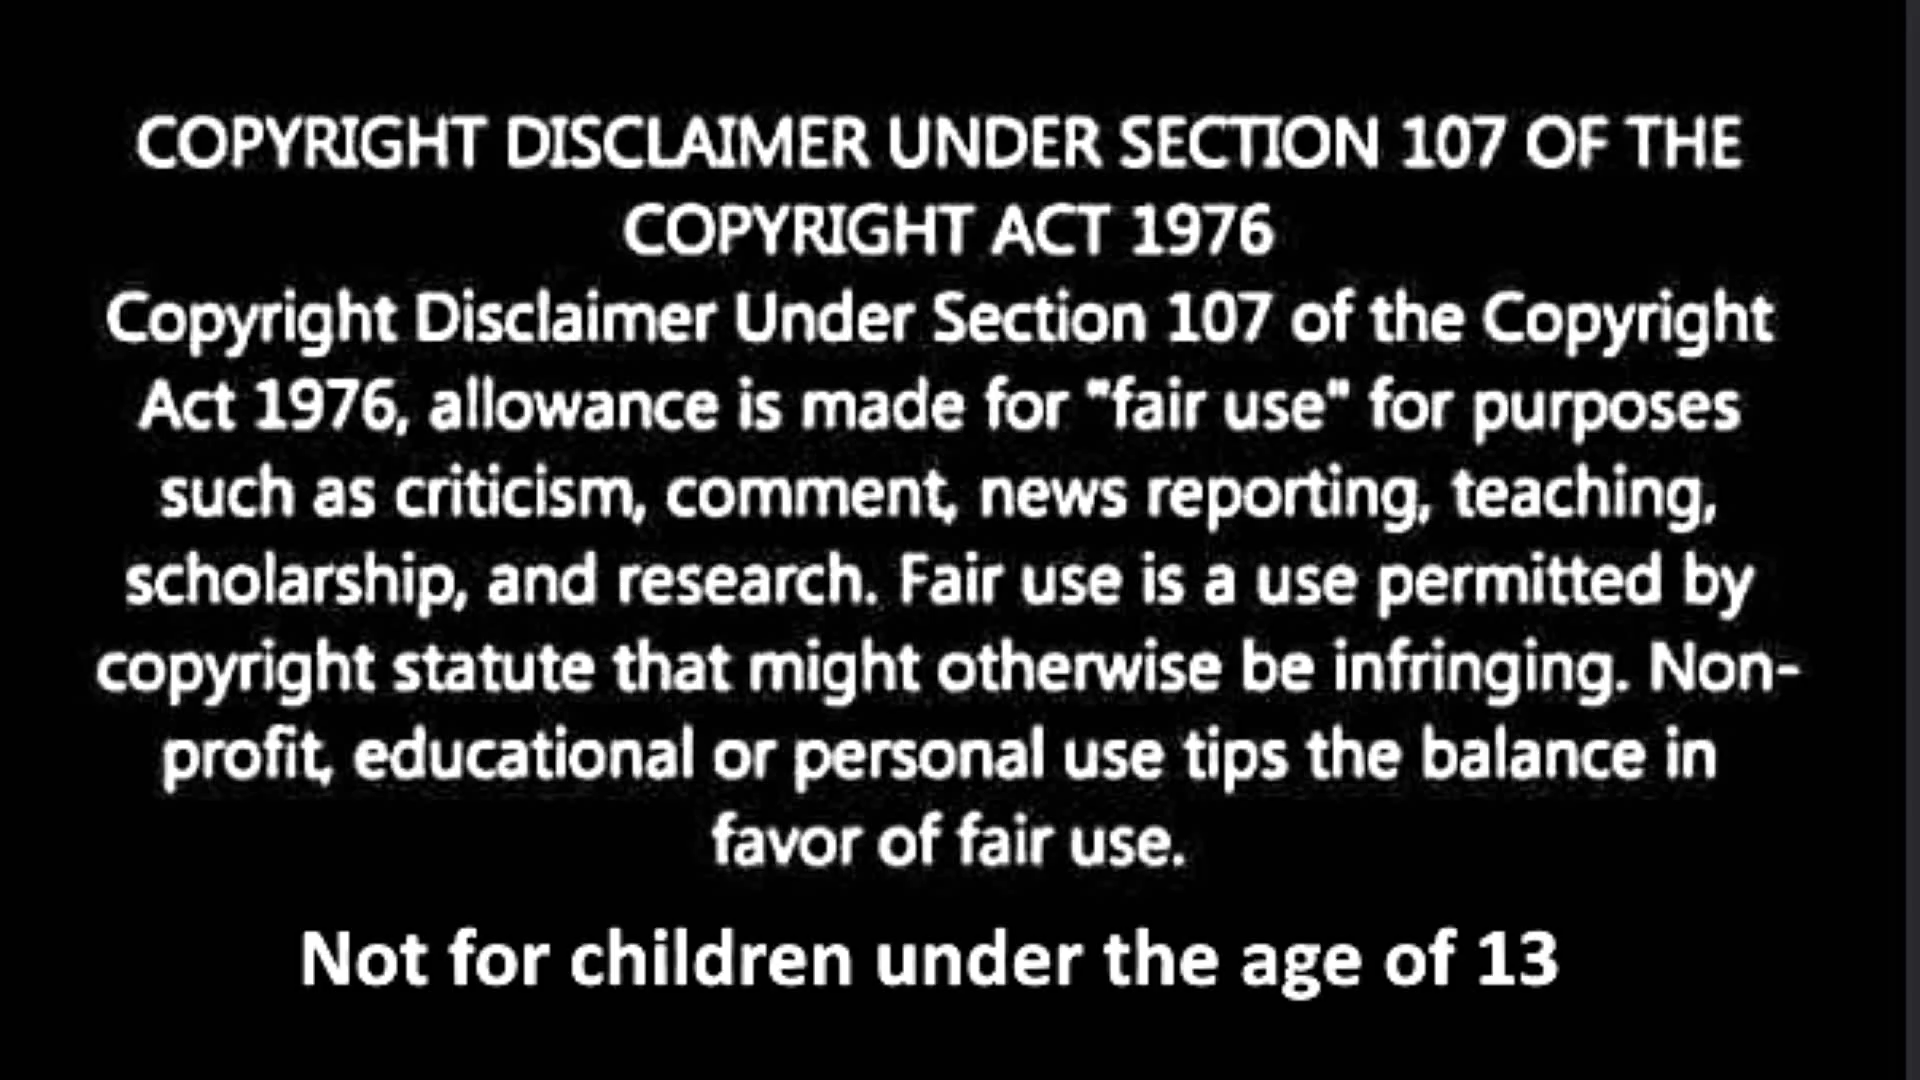 COPYRIGHT DISCLAIMER UNDER SECTION 107 OF THE
COPYRIGHT ACT 1976
Copyright Disclaimer Under Section 107 of the Copyright
Act 1976, allowance is made for "fair use" for purposes
such as criticism, comment, news reporting, teaching,
scholarship, and research. Fair use is a use permitted by
copyright statute that might otherwise be infringing. Non-
profit, educational or personal use tips the balance in
favor of fair use.
Not for children under the age of 13